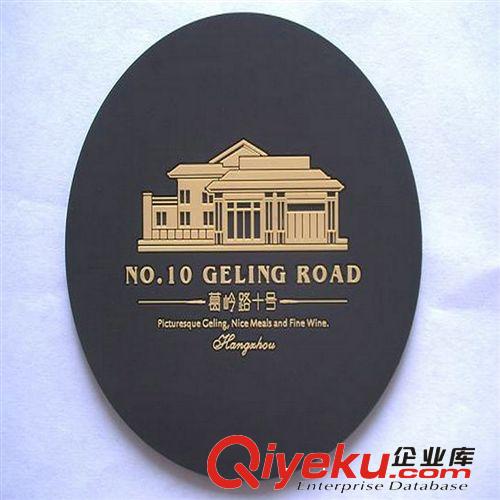 NO.10 GELING ROAD
葛岭路十号
Picturesque Geling, Nice Meals and Fine Wine.
Hangzhou
Qiyeku.com 企业库
Enterprise Database